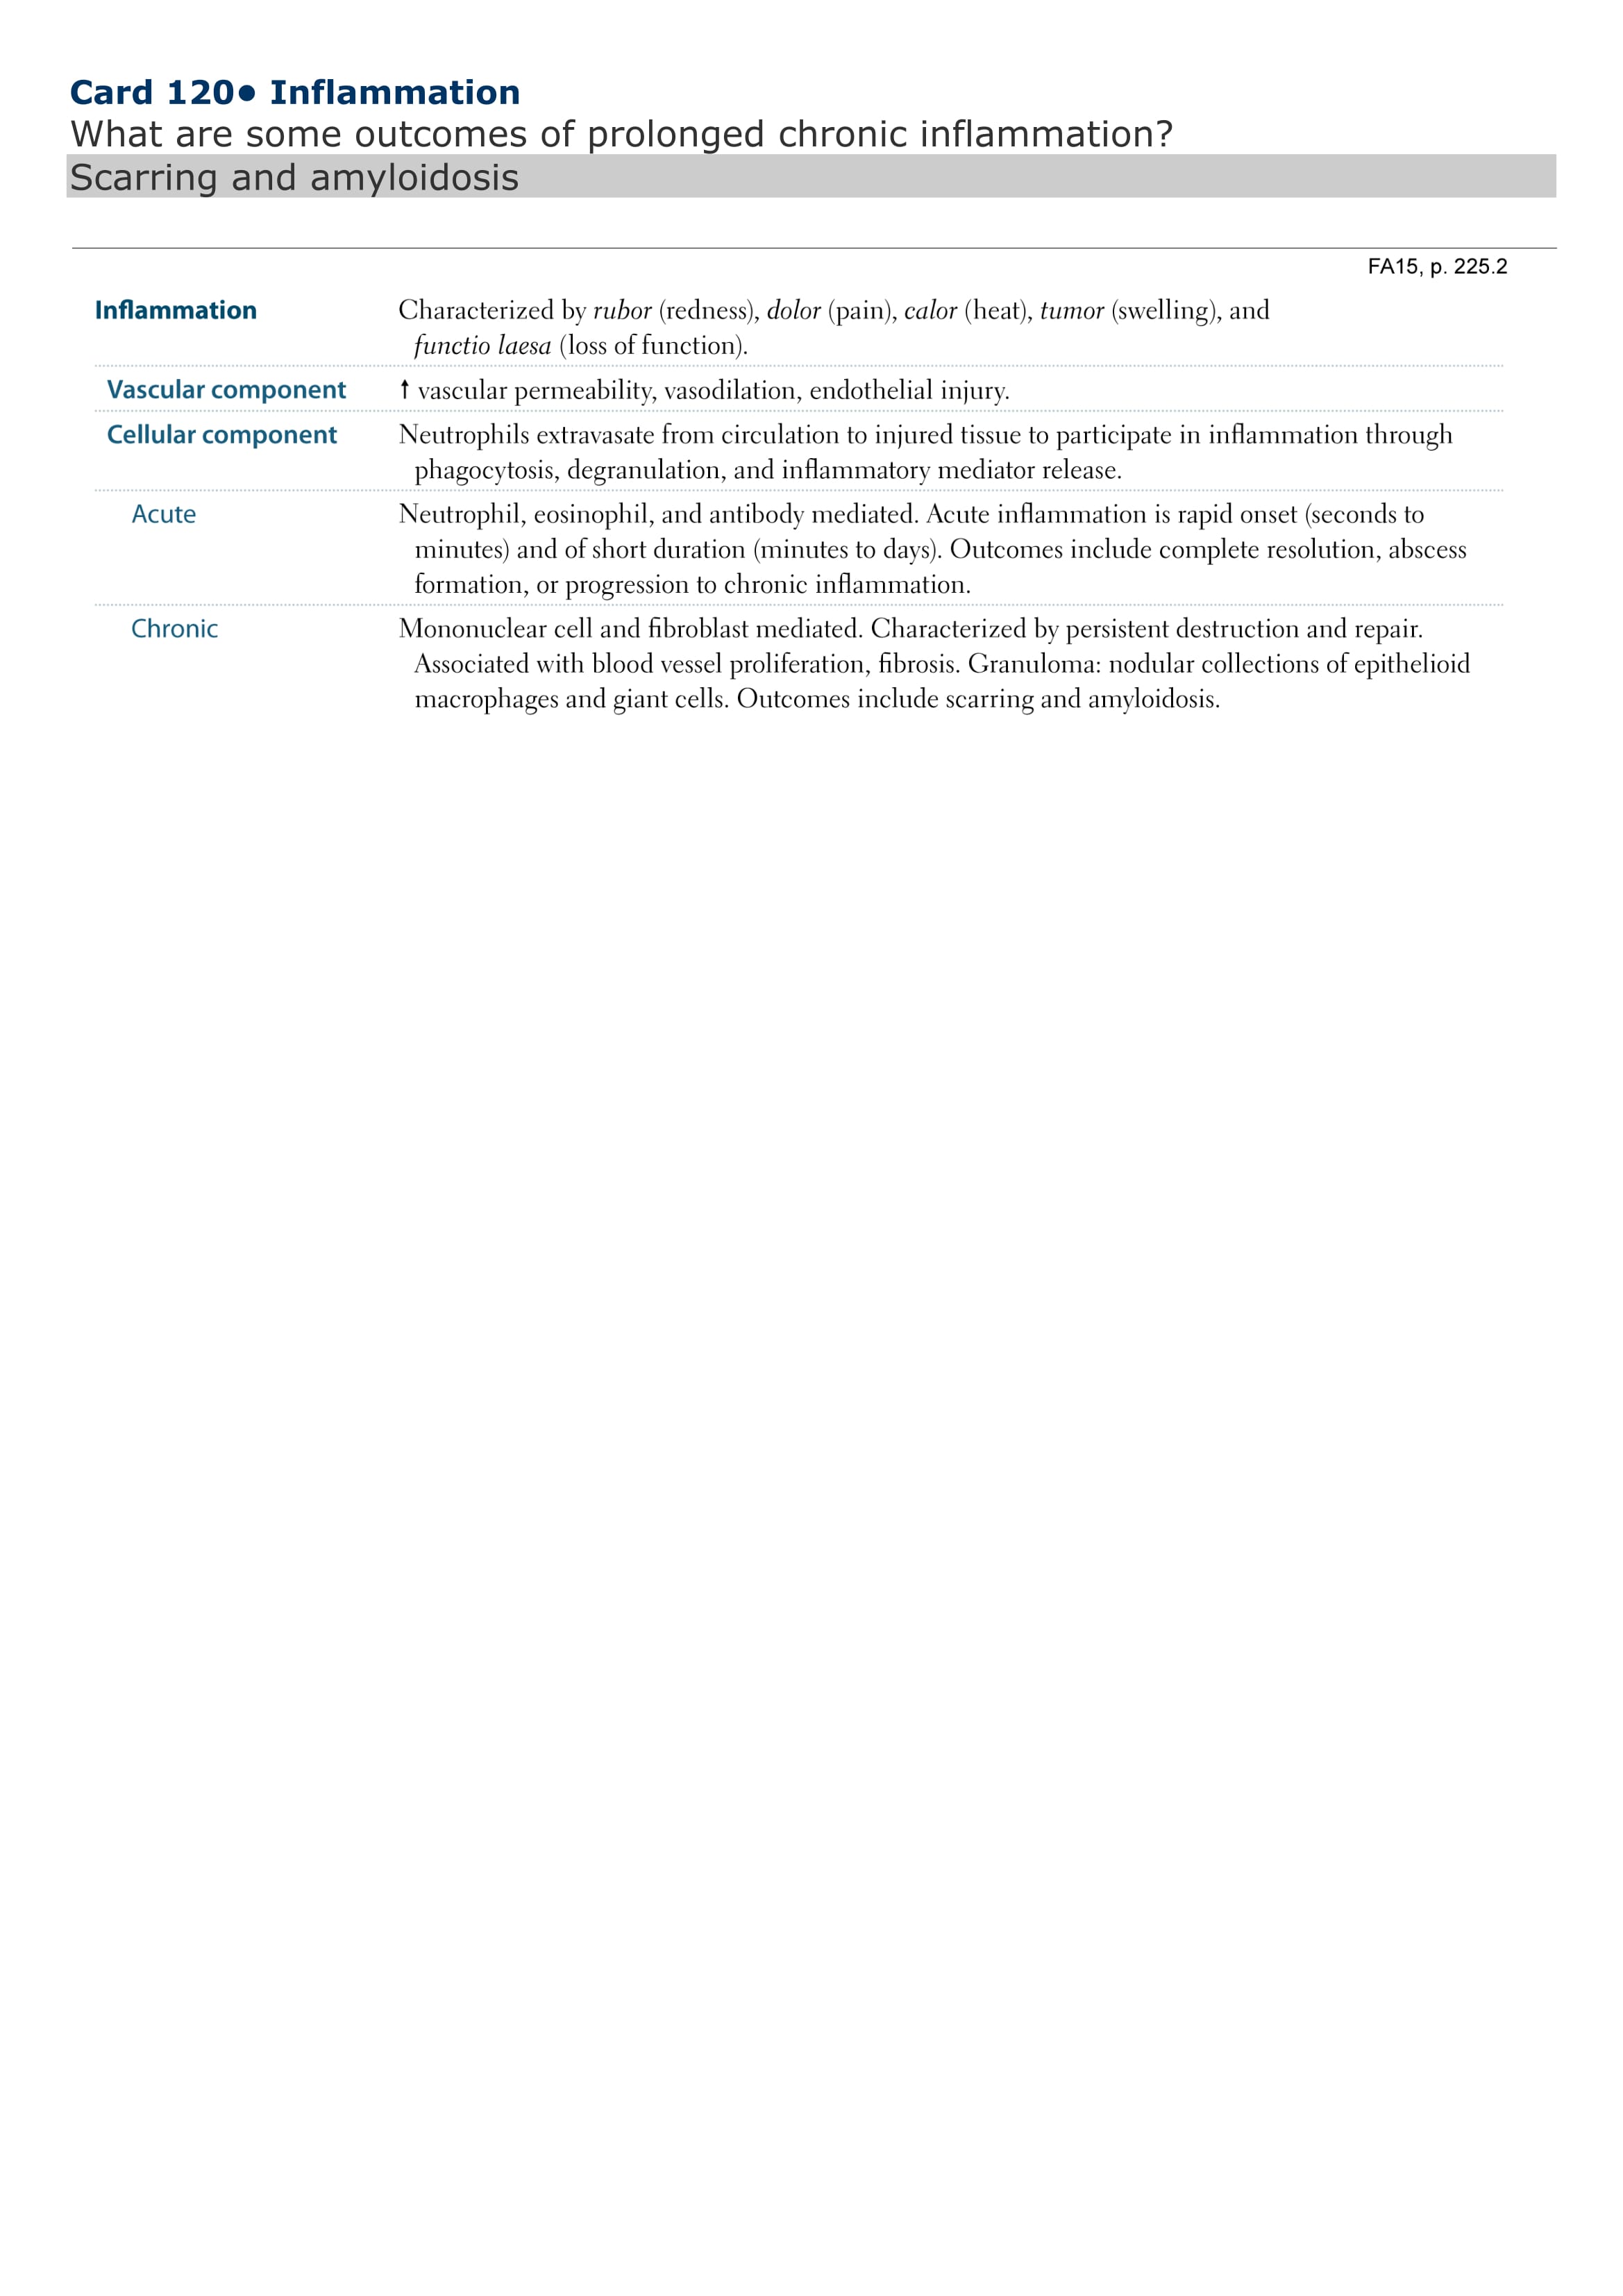 Card 120• Inflammation
What are some outcomes of prolonged chronic inflammation?
Scarring and amyloidosis
FA15, p. 225.2
Inflammation Characterized by rubor (redness), dolor (pain), calor (heat), tumor (swelling), and
functio laesa (loss of function).
Vascular component ↑ vascular permeability, vasodilation, endothelial injury.
Cellular component Neutrophils extravasate from circulation to injured tissue to participate in inflammation through
phagocytosis, degranulation, and inflammatory mediator release.
Acute Neutrophil, eosinophil, and antibody mediated. Acute inflammation is rapid onset (seconds to
minutes) and of short duration (minutes to days). Outcomes include complete resolution, abscess
formation, or progression to chronic inflammation.
Chronic Mononuclear cell and fibroblast mediated. Characterized by persistent destruction and repair.
Associated with blood vessel proliferation, fibrosis. Granuloma: nodular collections of epithelioid
macrophages and giant cells. Outcomes include scarring and amyloidosis.